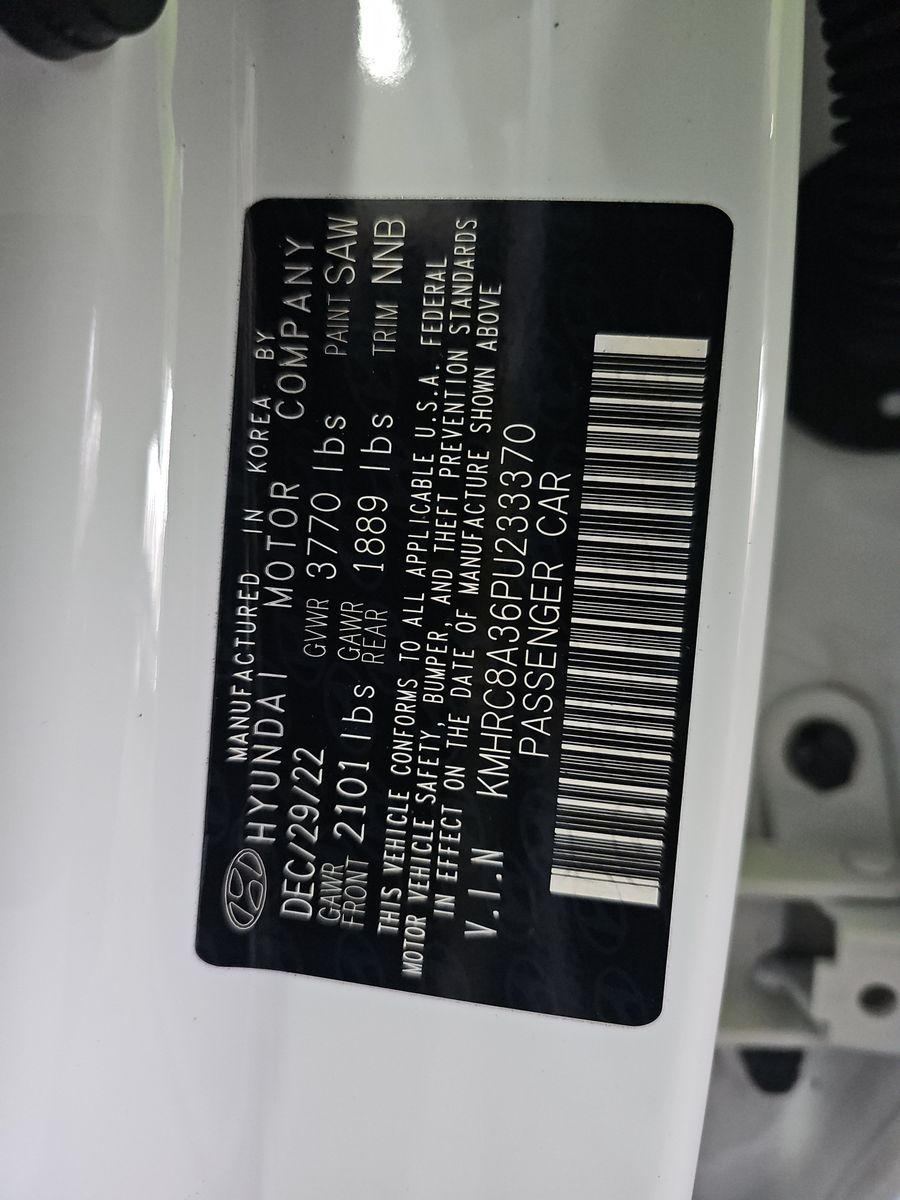 MANUFACTURED IN KOREA BY
HYUNDAI MOTOR COMPANY
DEC/29/22 GVWR 3770 lbs PAINT SAW
GAWR FRONT 2101 lbs GAWR REAR 1889 lbs TRIM NNB
THIS VEHICLE CONFORMS TO ALL APPLICABLE U.S.A. FEDERAL
MOTOR VEHICLE SAFETY, BUMPER, AND THEFT PREVENTION STANDARDS
IN EFFECT ON THE DATE OF MANUFACTURE SHOWN ABOVE
V.I.N KMHRC8A36PU233370
PASSENGER CAR